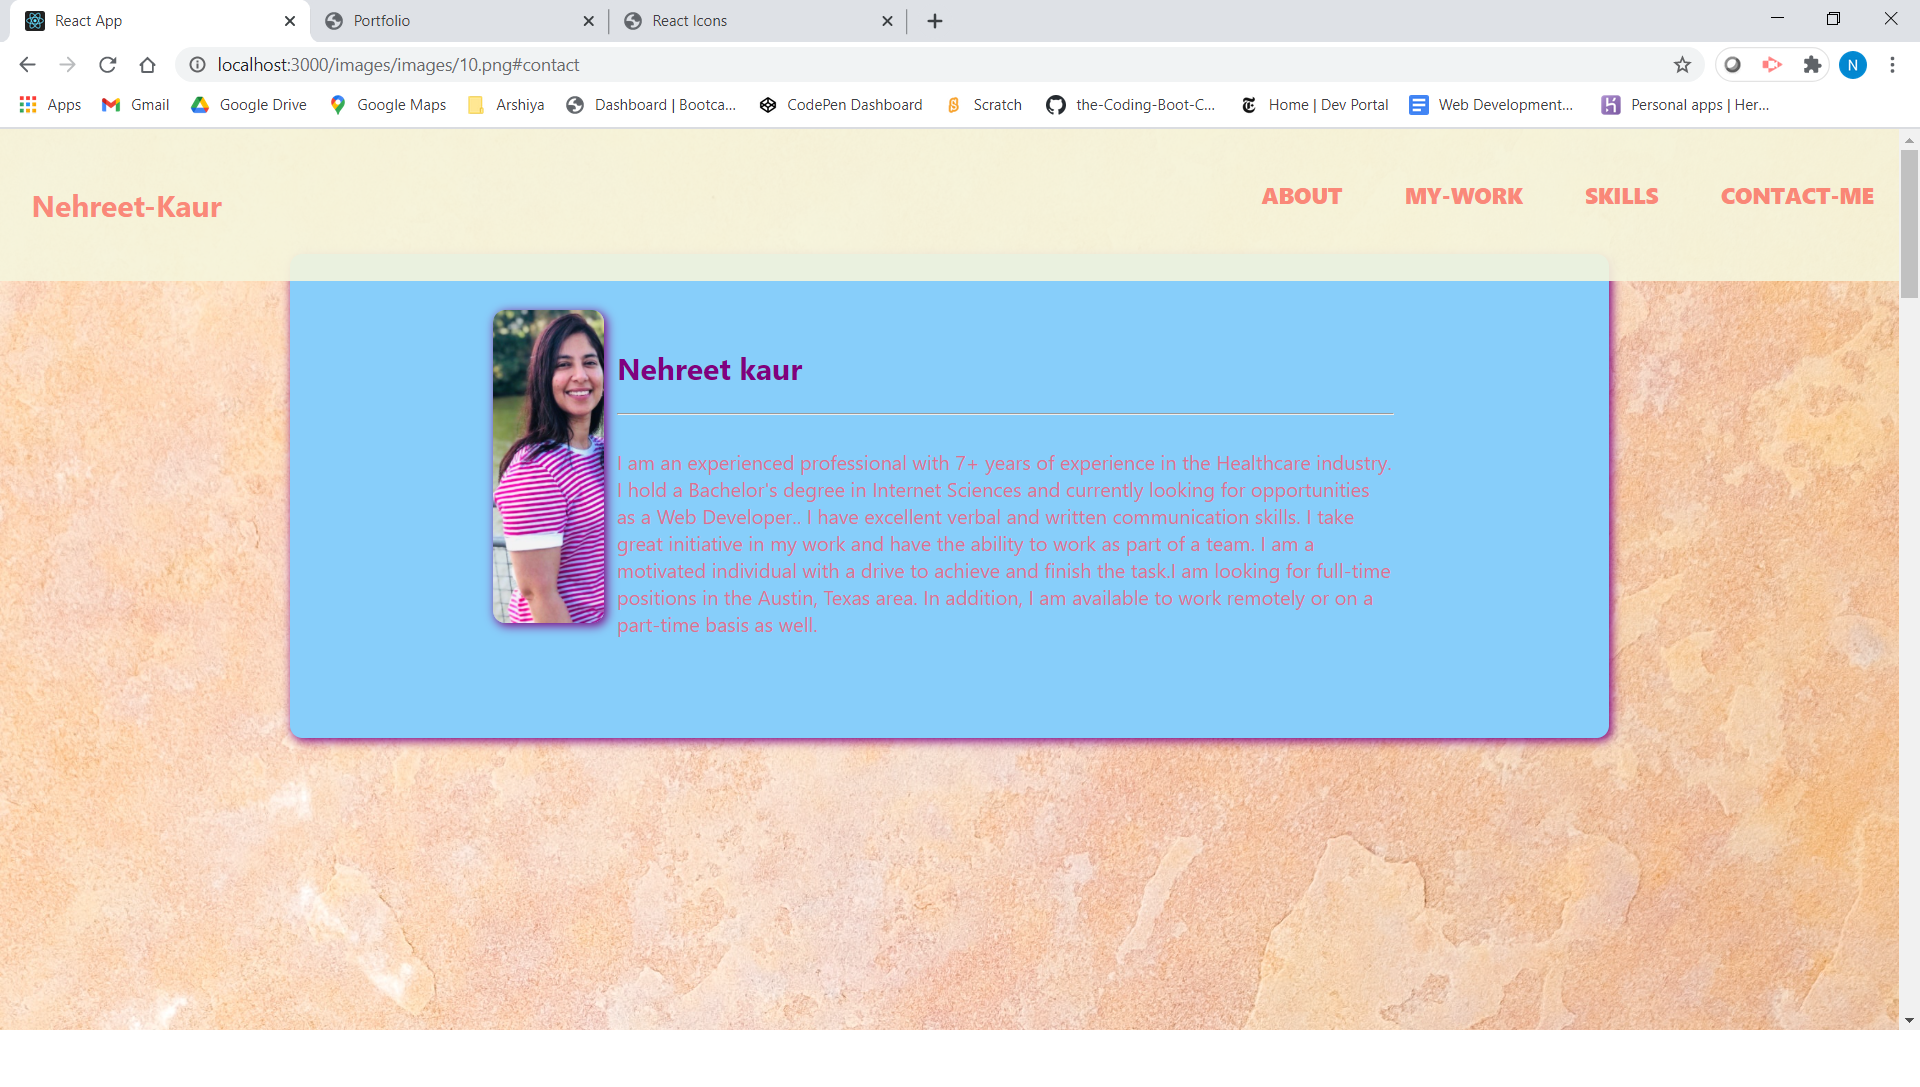 React App
Portfolio
React Icons
localhost:3000/images/images/10.png#contact
N
Apps
Gmail
Google Drive
Google Maps
Arshiya
Dashboard | Bootca...
CodePen Dashboard
Scratch
the-Coding-Boot-C...
Home | Dev Portal
Web Development...
Personal apps | Her...
Nehreet-Kaur
ABOUT
MY-WORK
SKILLS
CONTACT-ME
Nehreet kaur
I am an experienced professional with 7+ years of experience in the Healthcare industry.
I hold a Bachelor's degree in Internet Sciences and currently looking for opportunities
as a Web Developer.. I have excellent verbal and written communication skills. I take
great initiative in my work and have the ability to work as part of a team. I am a
motivated individual with a drive to achieve and finish the task.I am looking for full-time
positions in the Austin, Texas area. In addition, I am available to work remotely or on a
part-time basis as well.